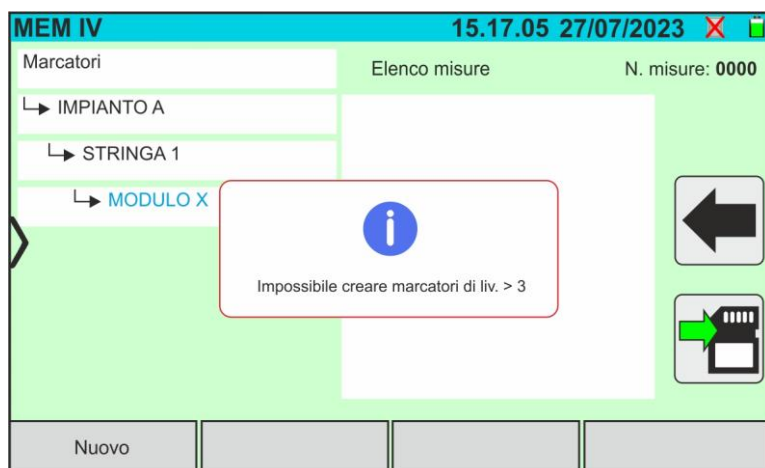 MEM IV 15.17.05 27/07/2023
Marcatori
Elenco misure N. misure: 0000
IMPIANTO A
STRINGA 1
MODULO X
i
Impossibile creare marcatori di liv. > 3
Nuovo